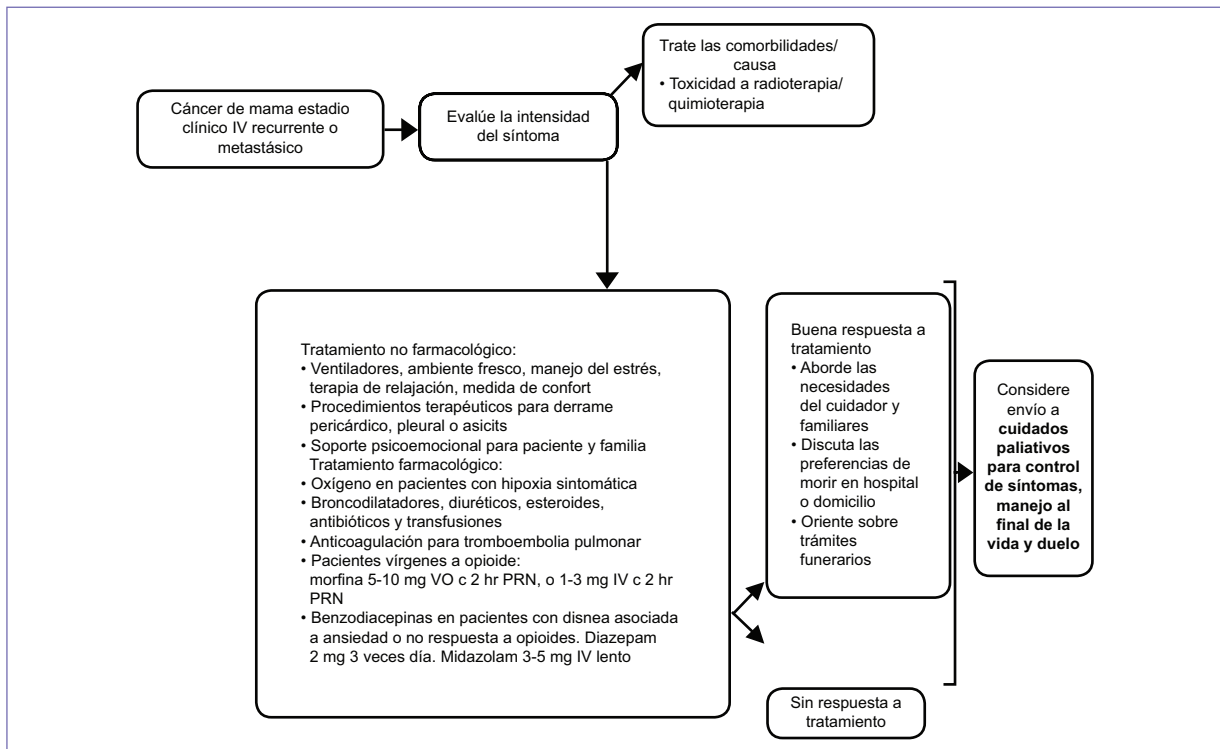 Trate las comorbilidades/
causa
• Toxicidad a radioterapia/
quimioterapia
Cáncer de mama estadio
clínico IV recurrente o
metastásico
Evalúe la intensidad
del síntoma
Tratamiento no farmacológico:
• Ventiladores, ambiente fresco, manejo del estrés,
terapia de relajación, medida de confort
• Procedimientos terapéuticos para derrame
pericárdico, pleural o asicits
• Soporte psicoemocional para paciente y familia
Tratamiento farmacológico:
• Oxígeno en pacientes con hipoxia sintomática
• Broncodilatadores, diuréticos, esteroides,
antibióticos y transfusiones
• Anticoagulación para tromboembolia pulmonar
• Pacientes vírgenes a opioide:
morfina 5-10 mg VO c 2 hr PRN, o 1-3 mg IV c 2 hr
PRN
• Benzodiacepinas en pacientes con disnea asociada
a ansiedad o no respuesta a opioides. Diazepam
2 mg 3 veces día. Midazolam 3-5 mg IV lento
Buena respuesta a
tratamiento
• Aborde las
necesidades
del cuidador y
familiares
• Discuta las
preferencias de
morir en hospital
o domicilio
• Oriente sobre
trámites
funerarios
Sin respuesta a
tratamiento
Considere
envío a
cuidados
paliativos
para control
de síntomas,
manejo al
final de la
vida y duelo